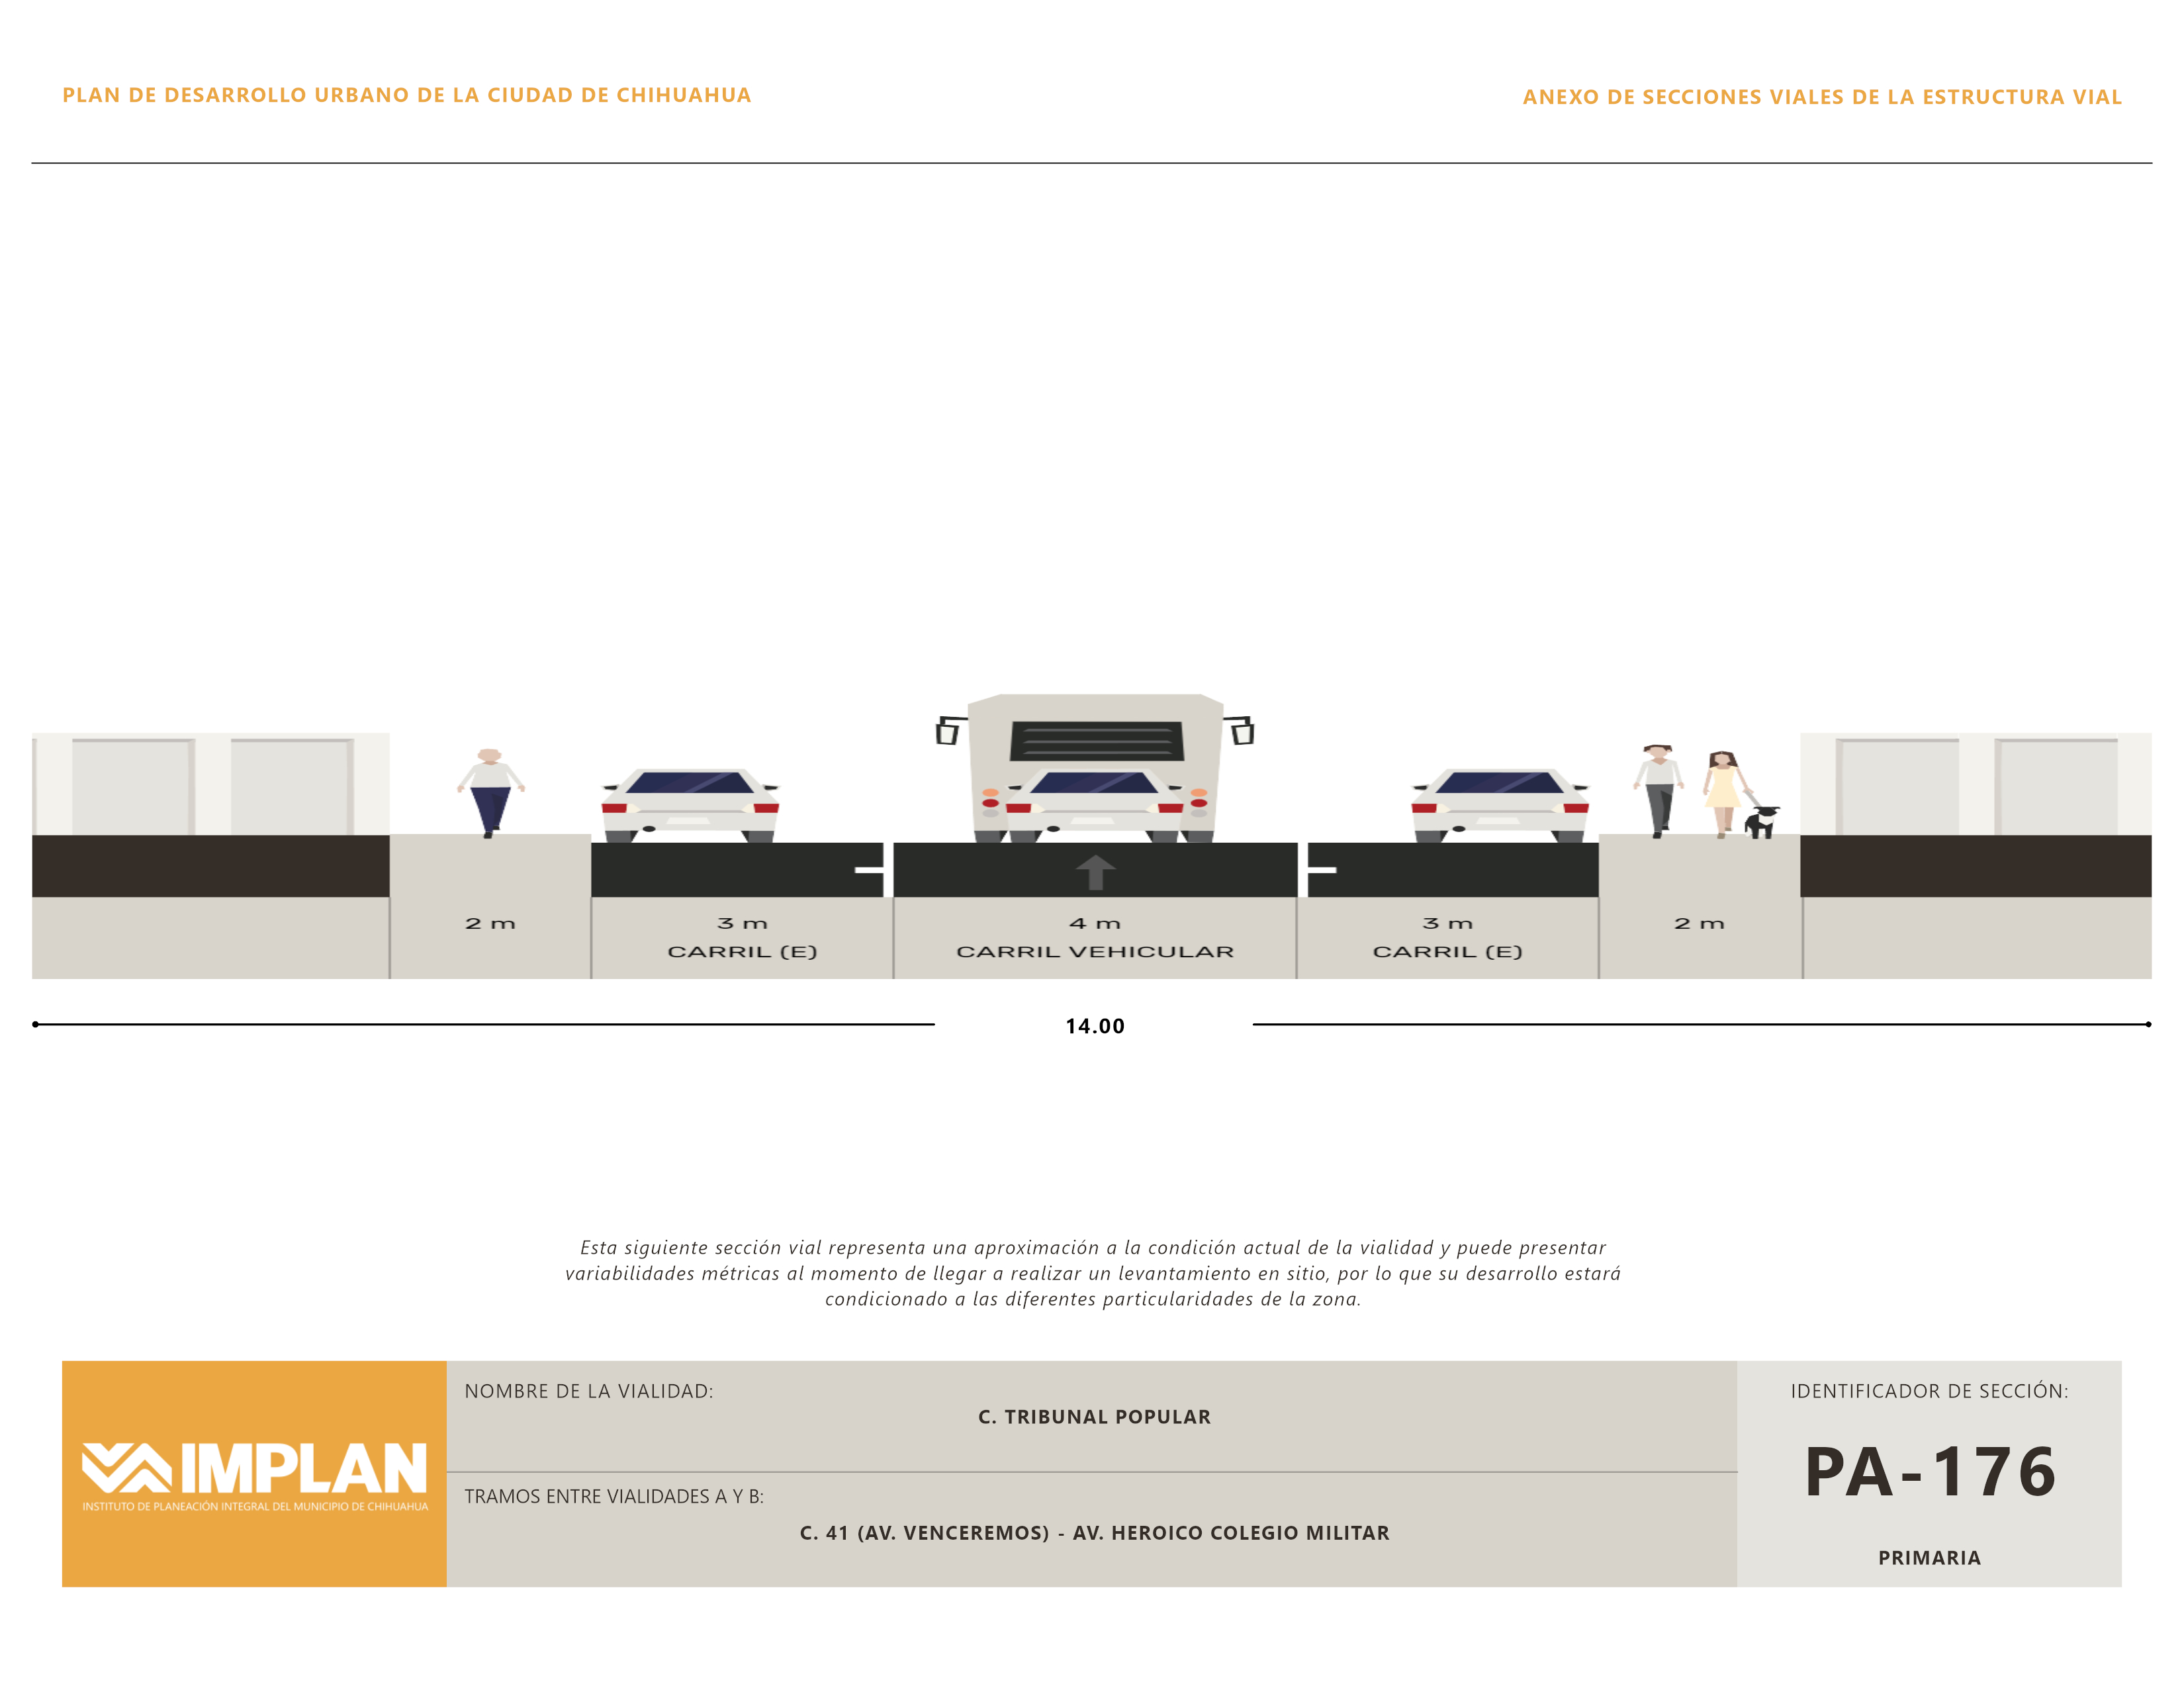 PLAN DE DESARROLLO URBANO DE LA CIUDAD DE CHIHUAHUA
ANEXO DE SECCIONES VIALES DE LA ESTRUCTURA VIAL
2 m
3 m
CARRIL (E)
4 m
CARRIL VEHICULAR
3 m
CARRIL (E)
2 m
14.00
Esta siguiente sección vial representa una aproximación a la condición actual de la vialidad y puede presentar
variabilidades métricas al momento de llegar a realizar un levantamiento en sitio, por lo que su desarrollo estará
condicionado a las diferentes particularidades de la zona.
IMPLAN
INSTITUTO DE PLANEACIÓN INTEGRAL DEL MUNICIPIO DE CHIHUAHUA
NOMBRE DE LA VIALIDAD:
C. TRIBUNAL POPULAR
TRAMOS ENTRE VIALIDADES A Y B:
C. 41 (AV. VENCEREMOS) - AV. HEROICO COLEGIO MILITAR
IDENTIFICADOR DE SECCIÓN:
PA-176
PRIMARIA